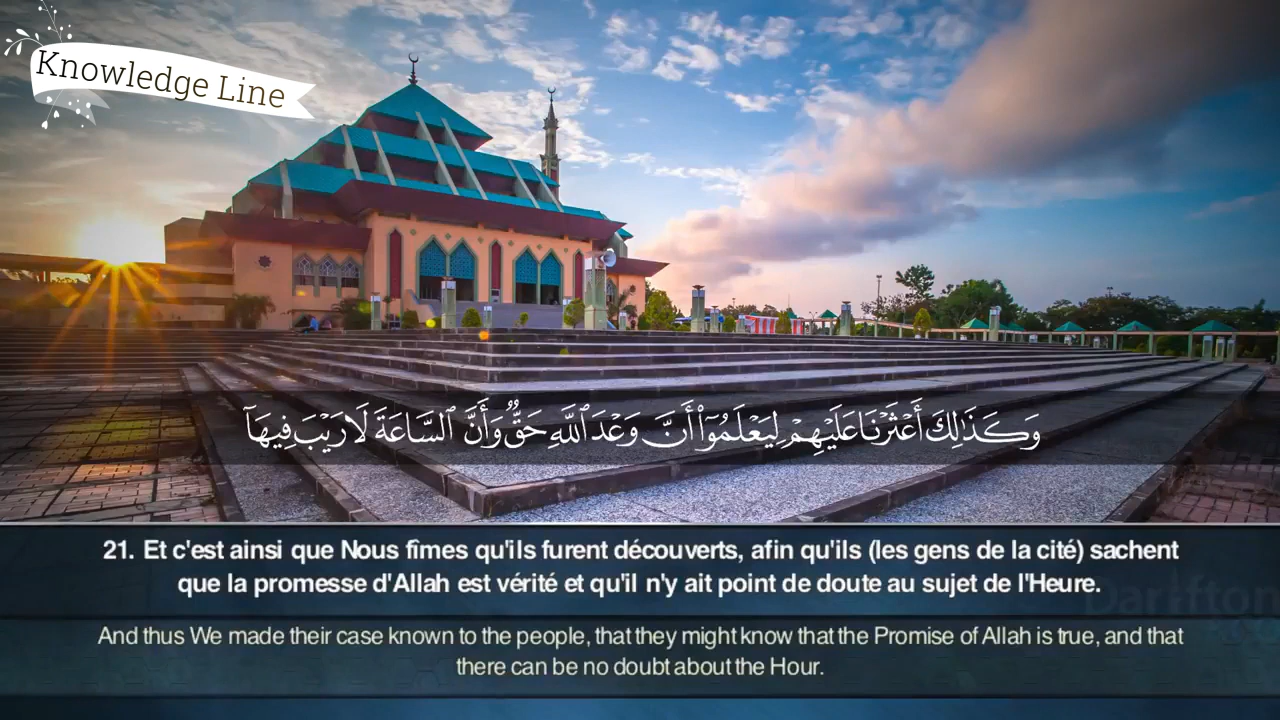 Knowledge Line
وَكَذَٰلِكَ أَعْثَرْنَا عَلَيْهِمْ لِيَعْلَمُوٓا۟ أَنَّ وَعْدَ ٱللَّهِ حَقٌّ وَأَنَّ ٱلسَّاعَةَ لَا رَيْبَ فِيهَآ
21. Et c'est ainsi que Nous fîmes qu'ils furent découverts, afin qu'ils (les gens de la cité) sachent
que la promesse d'Allah est vérité et qu'il n'y ait point de doute au sujet de l'Heure.
And thus We made their case known to the people, that they might know that the Promise of Allah is true, and that
there can be no doubt about the Hour.